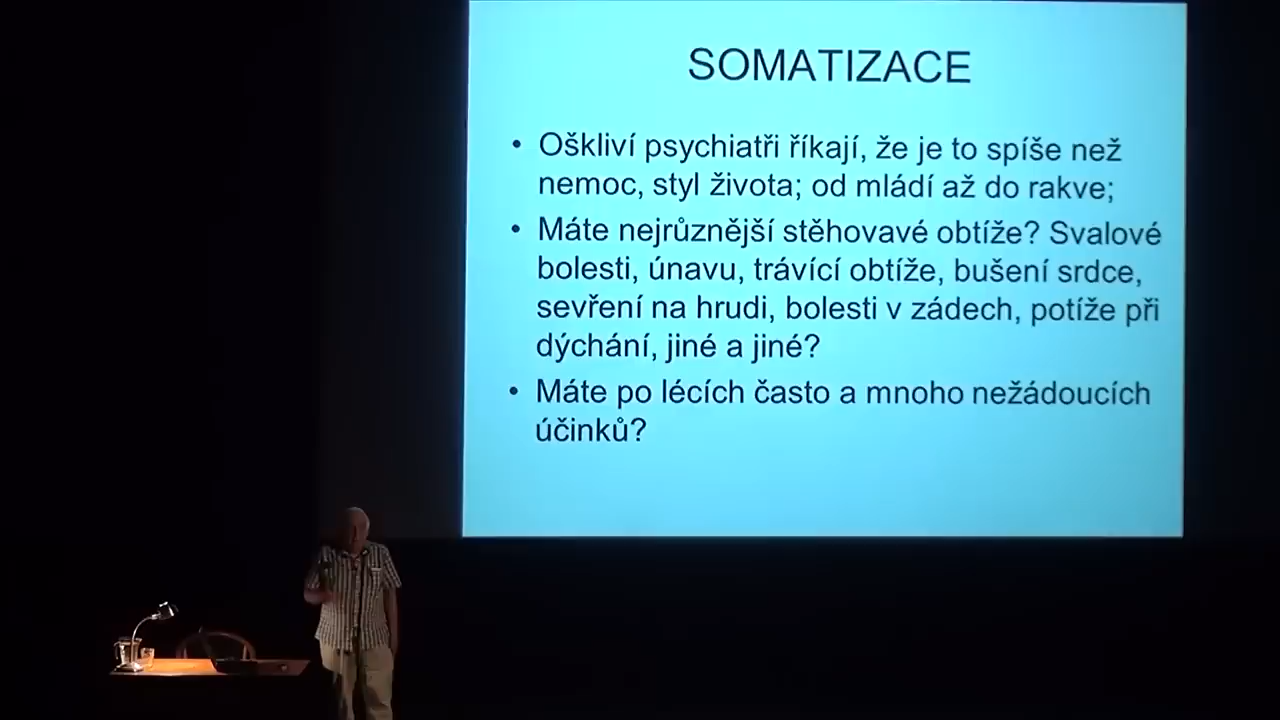 SOMATIZACE
• Oškliví psychiatři říkají, že je to spíše než
nemoc, styl života; od mládí až do rakve;
• Máte nejrůznější stěhovavé obtíže? Svalové
bolesti, únavu, trávící obtíže, bušení srdce,
sevření na hrudi, bolesti v zádech, potíže při
dýchání, jiné a jiné?
• Máte po lécích často a mnoho nežádoucích
účinků?